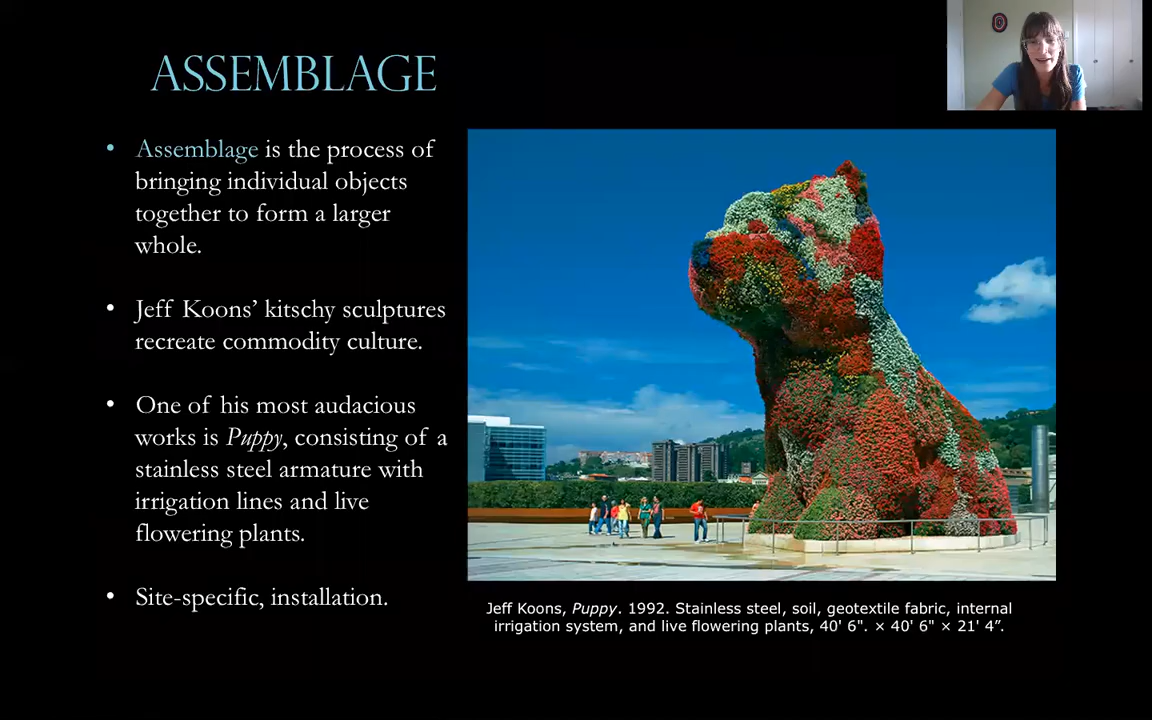 ASSEMBLAGE
• Assemblage is the process of
bringing individual objects
together to form a larger
whole.
• Jeff Koons’ kitschy sculptures
recreate commodity culture.
• One of his most audacious
works is Puppy, consisting of a
stainless steel armature with
irrigation lines and live
flowering plants.
• Site-specific, installation.
Jeff Koons, Puppy. 1992. Stainless steel, soil, geotextile fabric, internal
irrigation system, and live flowering plants, 40' 6". × 40' 6" × 21' 4”.